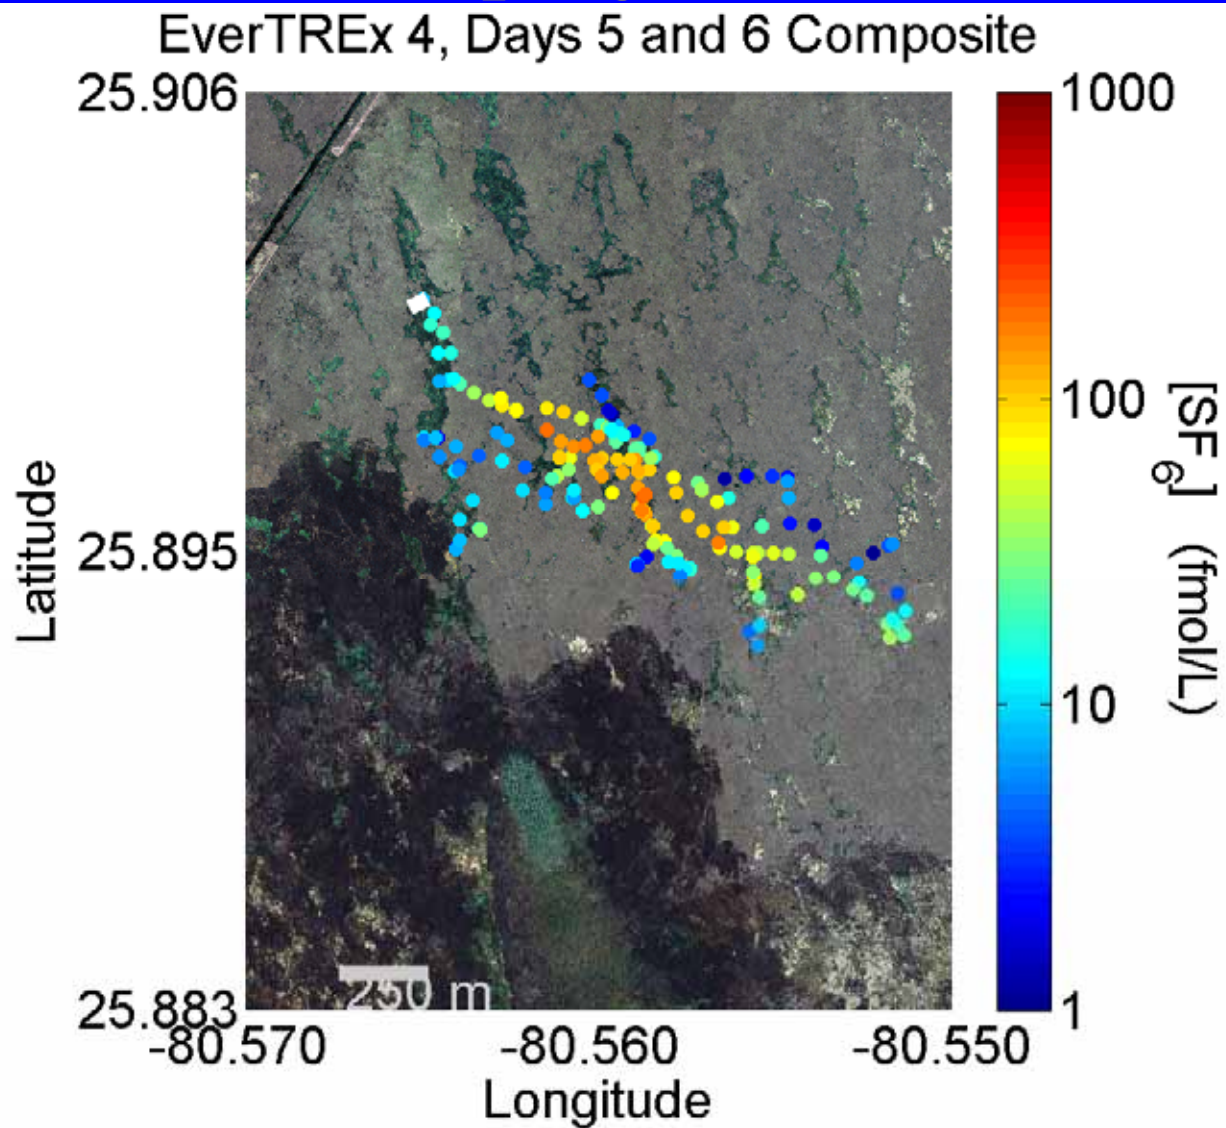 EverTREx 4, Days 5 and 6 Composite
25.906
25.895
25.883
Latitude
250 m
-80.570
-80.560
-80.550
Longitude
1000
100
10
1
[SF6] (fmol/L)